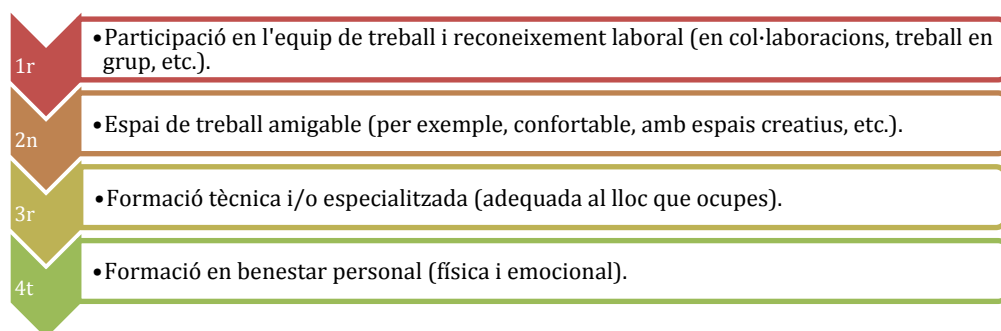 1r
•Participació en l'equip de treball i reconeixement laboral (en col·laboracions, treball en
grup, etc.).
2n
•Espai de treball amigable (per exemple, confortable, amb espais creatius, etc.).
3r
•Formació tècnica i/o especialitzada (adequada al lloc que ocupes).
4t
•Formació en benestar personal (física i emocional).